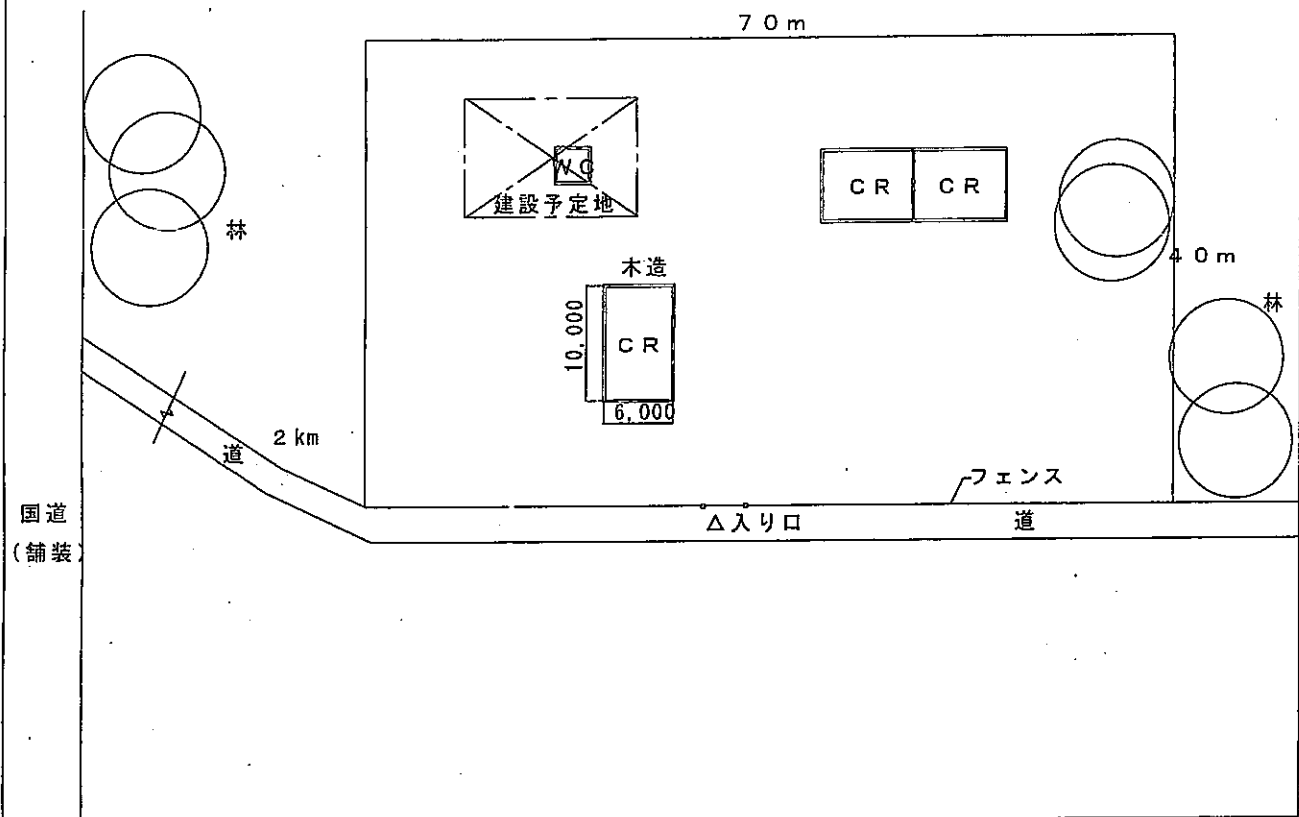 ７０ｍ
ＷＣ
建設予定地
ＣＲ
ＣＲ
林
４０ｍ
木造
10,000
ＣＲ
6,000
林
2 km
道
フェンス
国道
(舗装)
△入り口
道